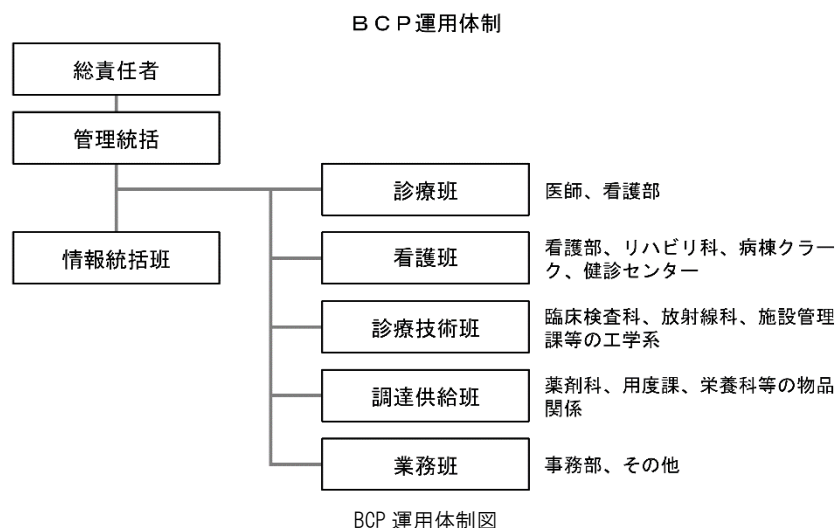 ＢＣＰ運用体制
総責任者
管理統括
情報統括班
診療班
医師、看護部
看護班
看護部、リハビリ科、病棟クラー
ク、健診センター
診療技術班
臨床検査科、放射線科、施設管理
課等の工学系
調達供給班
薬剤科、用度課、栄養科等の物品
関係
業務班
事務部、その他
BCP 運用体制図